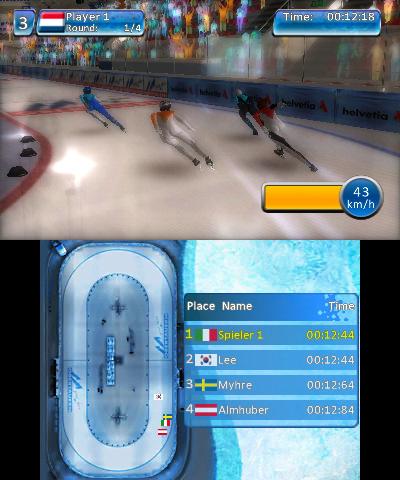 3 Player 1
Round: 1/4
Time: 00:12:18
helvetia helvetia helvetia
43
km/h
Place Name Time
1 Spieler 1 00:12:44
2 Lee 00:12:44
3 Myhre 00:12:64
4 Almhuber 00:12:84